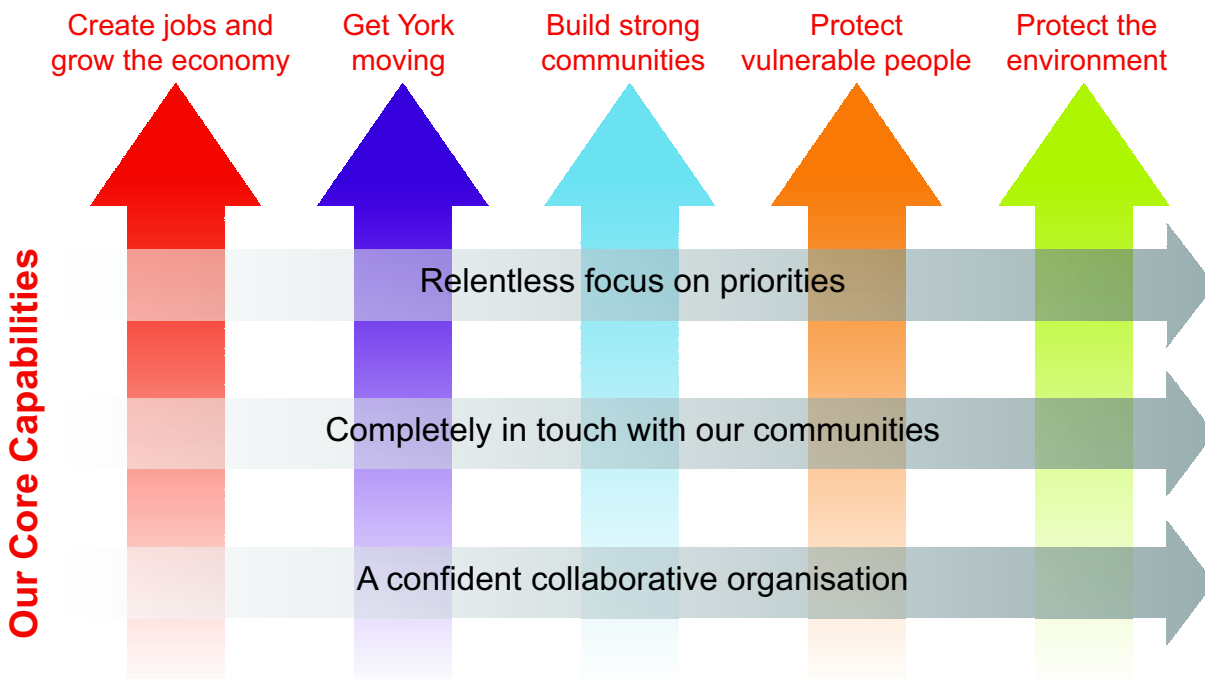 Create jobs and
grow the economy
Get York
moving
Build strong
communities
Protect
vulnerable people
Protect the
environment
Our Core Capabilities
Relentless focus on priorities
Completely in touch with our communities
A confident collaborative organisation